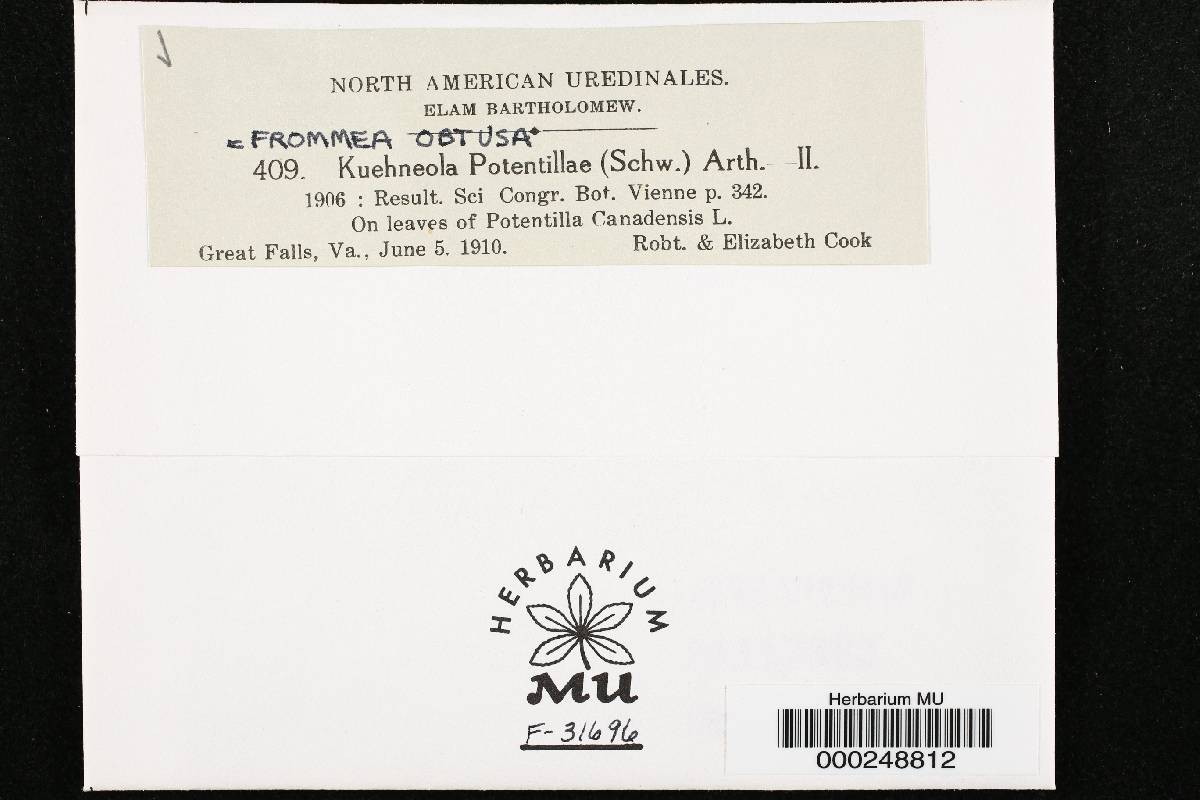 NORTH AMERICAN UREDINALES.
ELAM BARTHOLOMEW.
= FROMMEA OBTUSA
409. Kuehneola Potentillae (Schw.) Arth. — II.
1906 : Result. Sci Congr. Bot. Vienne p. 342.
On leaves of Potentilla Canadensis L.
Great Falls, Va., June 5. 1910. Robt. & Elizabeth Cook
HERBARIUM
MU
F-31696
Herbarium MU
000248812